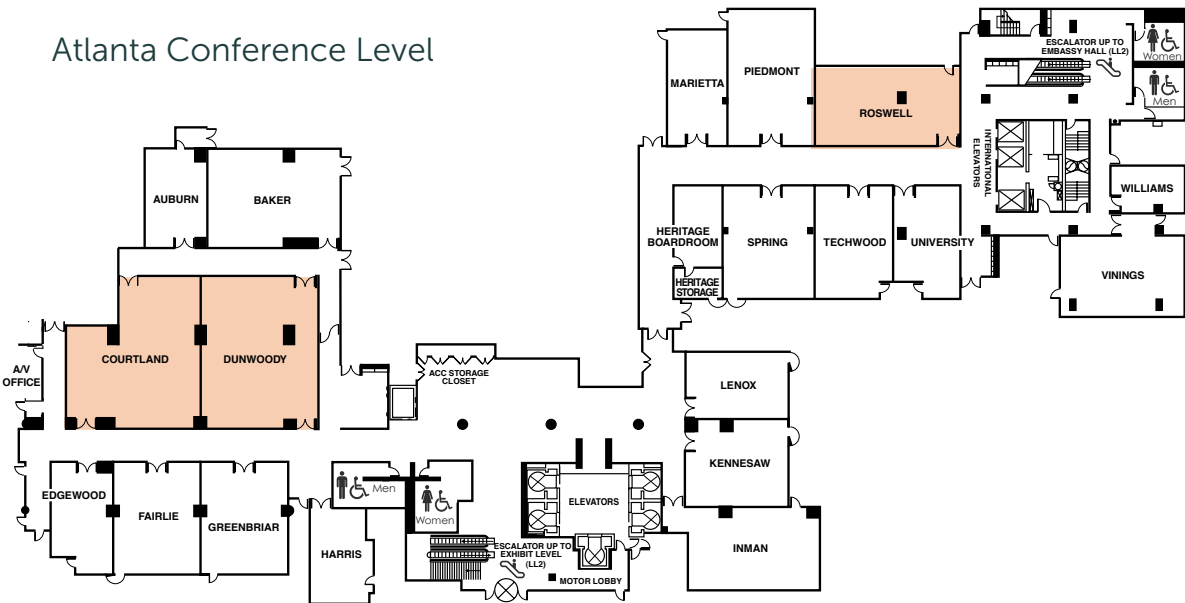 Atlanta Conference Level
ESCALATOR UP TO
EMBASSY HALL (LL2)
Women
Men
MARIETTA
PIEDMONT
ROSWELL
INTERNATIONAL
ELEVATORS
WILLIAMS
AUBURN
BAKER
HERITAGE
BOARDROOM
SPRING
TECHWOOD
UNIVERSITY
VININGS
HERITAGE
STORAGE
COURTLAND
DUNWOODY
A/V
OFFICE
ACC STORAGE
CLOSET
LENOX
KENNESAW
EDGEWOOD
FAIRLIE
GREENBRIAR
Men
Women
ELEVATORS
HARRIS
ESCALATOR UP TO
EXHIBIT LEVEL
(LL2)
MOTOR LOBBY
INMAN